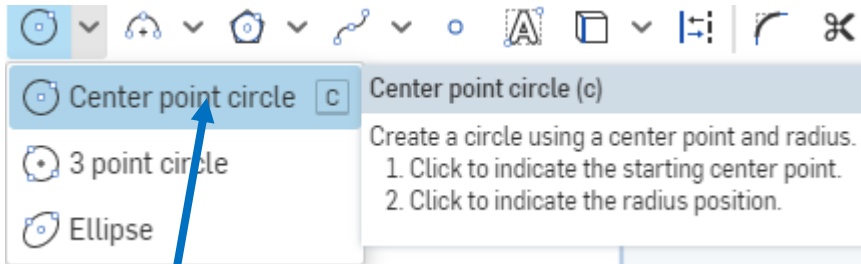 Center point circle C
3 point circle
Ellipse
Center point circle (c)
Create a circle using a center point and radius.
1. Click to indicate the starting center point.
2. Click to indicate the radius position.